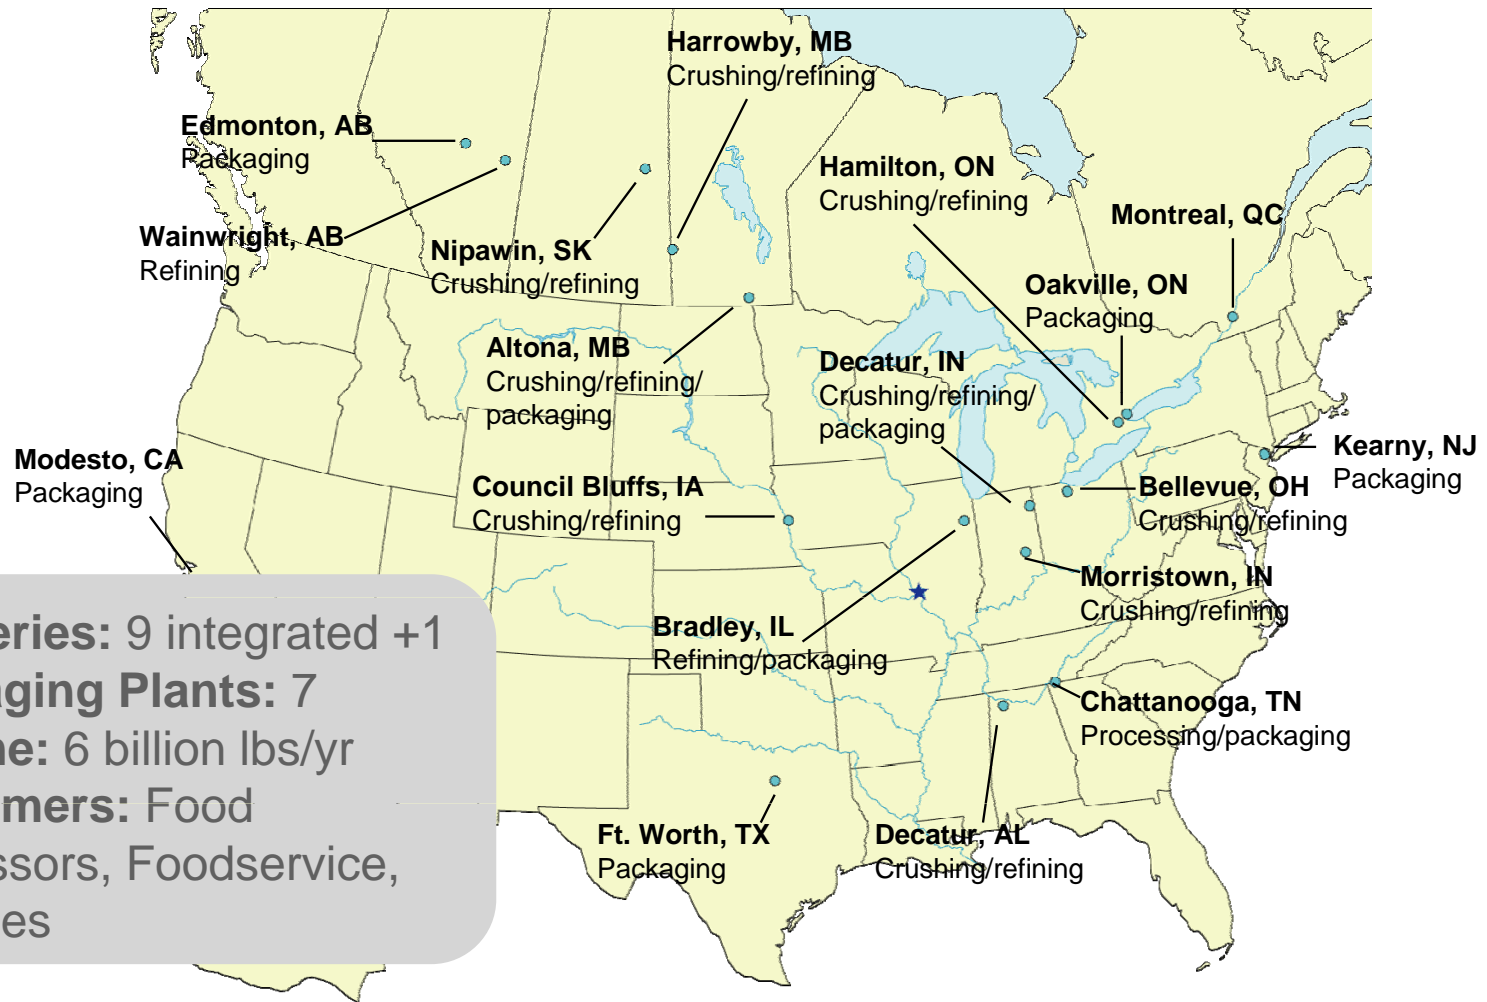 Harrowby, MB
Crushing/refining
Edmonton, AB
Packaging
Hamilton, ON
Crushing/refining
Montreal, QC
Wainwright, AB
Refining
Nipawin, SK
Crushing/refining
Oakville, ON
Packaging
Altona, MB
Crushing/refining/
packaging
Decatur, IN
Crushing/refining/
packaging
Modesto, CA
Packaging
Kearny, NJ
Packaging
Council Bluffs, IA
Crushing/refining
Bellevue, OH
Crushing/refining
Morristown, IN
Crushing/refining
Bradley, IL
Refining/packaging
Chattanooga, TN
Processing/packaging
Ft. Worth, TX
Packaging
Decatur, AL
Crushing/refining
eries: 9 integrated +1
aging Plants: 7
ne: 6 billion lbs/yr
mers: Food
ssors, Foodservice,
es